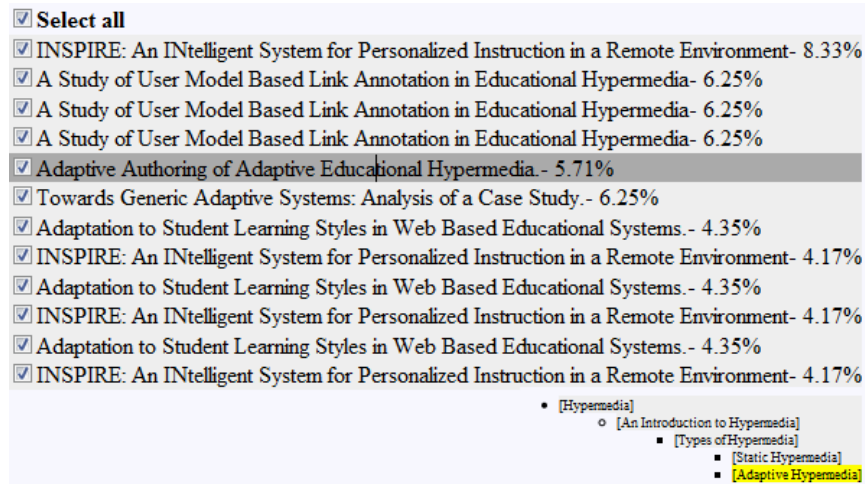 Select all
INSPIRE: An INtelligent System for Personalized Instruction in a Remote Environment- 8.33%
A Study of User Model Based Link Annotation in Educational Hypermedia- 6.25%
A Study of User Model Based Link Annotation in Educational Hypermedia- 6.25%
A Study of User Model Based Link Annotation in Educational Hypermedia- 6.25%
Adaptive Authoring of Adaptive Educational Hypermedia.- 5.71%
Towards Generic Adaptive Systems: Analysis of a Case Study.- 6.25%
Adaptation to Student Learning Styles in Web Based Educational Systems.- 4.35%
INSPIRE: An INtelligent System for Personalized Instruction in a Remote Environment- 4.17%
Adaptation to Student Learning Styles in Web Based Educational Systems.- 4.35%
INSPIRE: An INtelligent System for Personalized Instruction in a Remote Environment- 4.17%
Adaptation to Student Learning Styles in Web Based Educational Systems.- 4.35%
INSPIRE: An INtelligent System for Personalized Instruction in a Remote Environment- 4.17%
[Hypermedia]
[An Introduction to Hypermedia]
[Types of Hypermedia]
[Static Hypermedia]
[Adaptive Hypermedia]